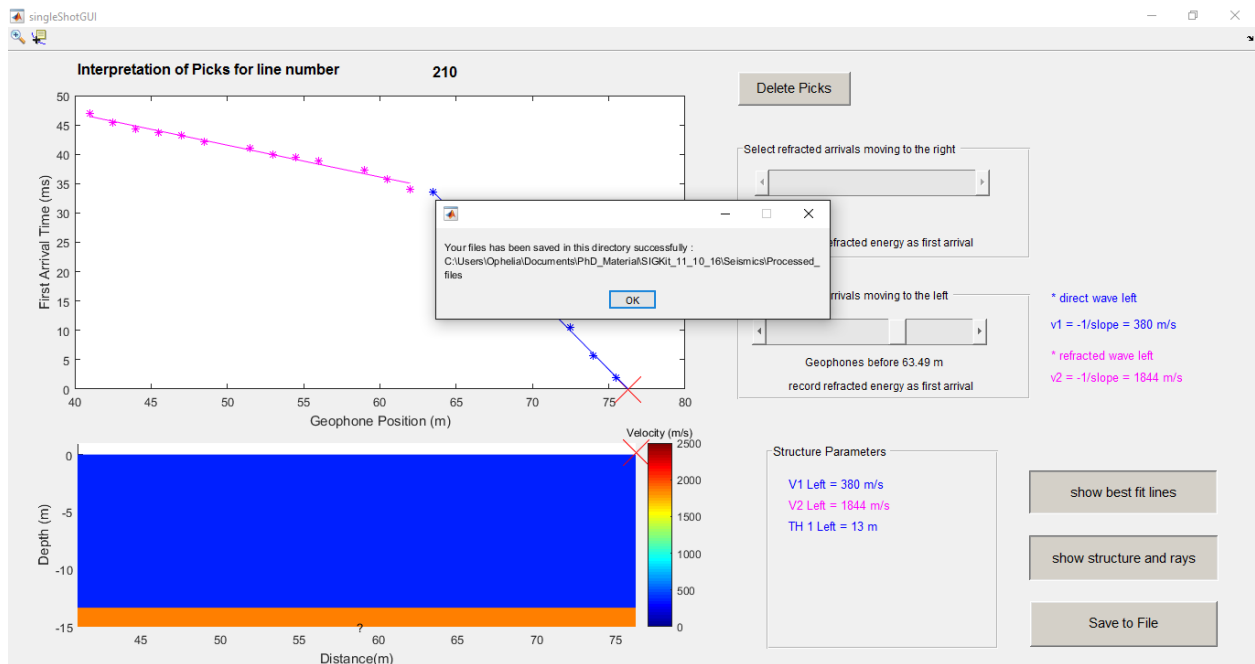 singleShotGUI
Interpretation of Picks for line number 210
Delete Picks
50
45
40
35
30
25
20
15
10
5
0
First Arrival Time (ms)
40 45 50 55 60 65 70 75 80
Geophone Position (m)
Select refracted arrivals moving to the right
efracted energy as first arrival
Your files has been saved in this directory successfully :
C:\Users\Ophelia\Documents\PhD_Material\SIGKit_11_10_16\Seismics\Processed_
files
OK
rrivals moving to the left
Geophones before 63.49 m
record refracted energy as first arrival
* direct wave left
v1 = -1/slope = 380 m/s
* refracted wave left
v2 = -1/slope = 1844 m/s
Velocity (m/s)
2500
2000
1500
1000
500
0
0
-5
-10
-15
Depth (m)
?
45 50 55 60 65 70 75
Distance(m)
Structure Parameters
V1 Left = 380 m/s
V2 Left = 1844 m/s
TH 1 Left = 13 m
show best fit lines
show structure and rays
Save to File